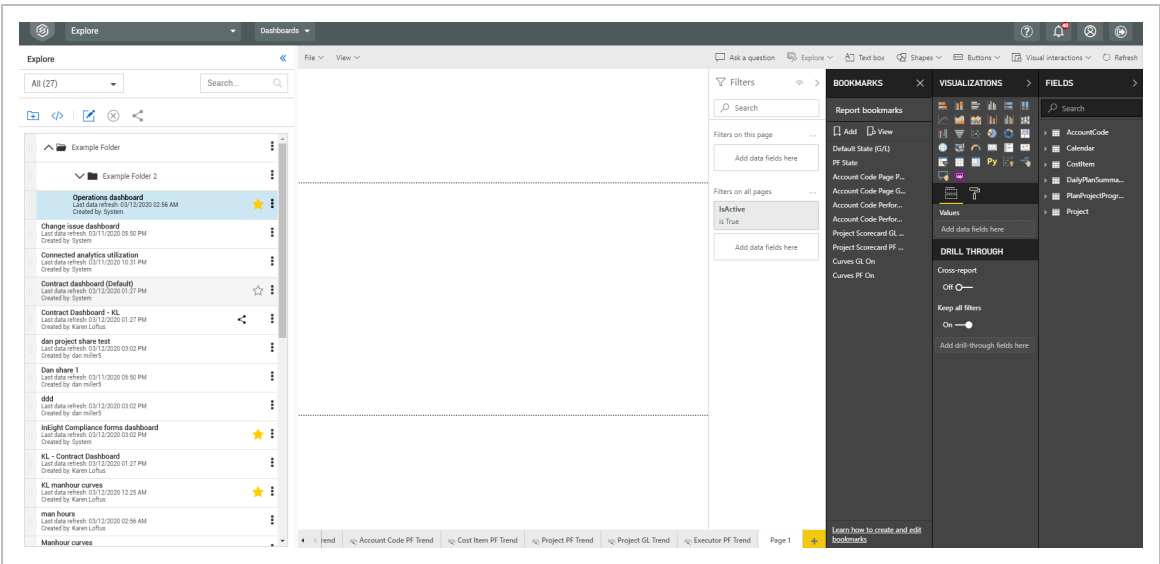 Explore
Dashboards
40
Explore
File
View
Ask a question
Explore
Text box
Shapes
Buttons
Visual interactions
Refresh
All (27)
Search...
Example Folder
Example Folder 2
Operations dashboard
Last data refresh: 03/12/2020 02:56 AM
Created by: System
Change issue dashboard
Last data refresh: 03/11/2020 05:50 PM
Created by: System
Connected analytics utilization
Last data refresh: 03/11/2020 10:31 PM
Created by: System
Contract dashboard (Default)
Last data refresh: 03/12/2020 01:27 PM
Created by: System
Contract Dashboard - KL
Last data refresh: 03/12/2020 01:27 PM
Created by: Karen Loftus
dan project share test
Last data refresh: 03/12/2020 03:02 PM
Created by: dan miller5
Dan share 1
Last data refresh: 03/11/2020 05:50 PM
Created by: dan miller5
ddd
Last data refresh: 03/12/2020 03:02 PM
Created by: dan miller5
InEight Compliance forms dashboard
Last data refresh: 03/12/2020 03:02 PM
Created by: System
KL - Contract Dashboard
Last data refresh: 03/12/2020 01:27 PM
Created by: Karen Loftus
KL manhour curves
Last data refresh: 03/12/2020 12:25 AM
Created by: Karen Loftus
man hours
Last data refresh: 03/12/2020 02:56 AM
Created by: Karen Loftus
Manhour curves
rend
Account Code PF Trend
Cost Item PF Trend
Project PF Trend
Project GL Trend
Executor PF Trend
Page 1
Filters
Search
Filters on this page
...
Add data fields here
Filters on all pages
...
IsActive
is True
Add data fields here
BOOKMARKS
Report bookmarks
Add
View
Default State (G/L)
PF State
Account Code Page P...
Account Code Page G...
Account Code Perfor...
Account Code Perfor...
Project Scorecard GL ...
Project Scorecard PF ...
Curves GL On
Curves PF On
Learn how to create and edit
bookmarks
VISUALIZATIONS
Py
Values
Add data fields here
DRILL THROUGH
Cross-report
Off
Keep all filters
On
Add drill-through fields here
FIELDS
Search
AccountCode
Calendar
CostItem
DailyPlanSumma...
PlanProjectProgr...
Project